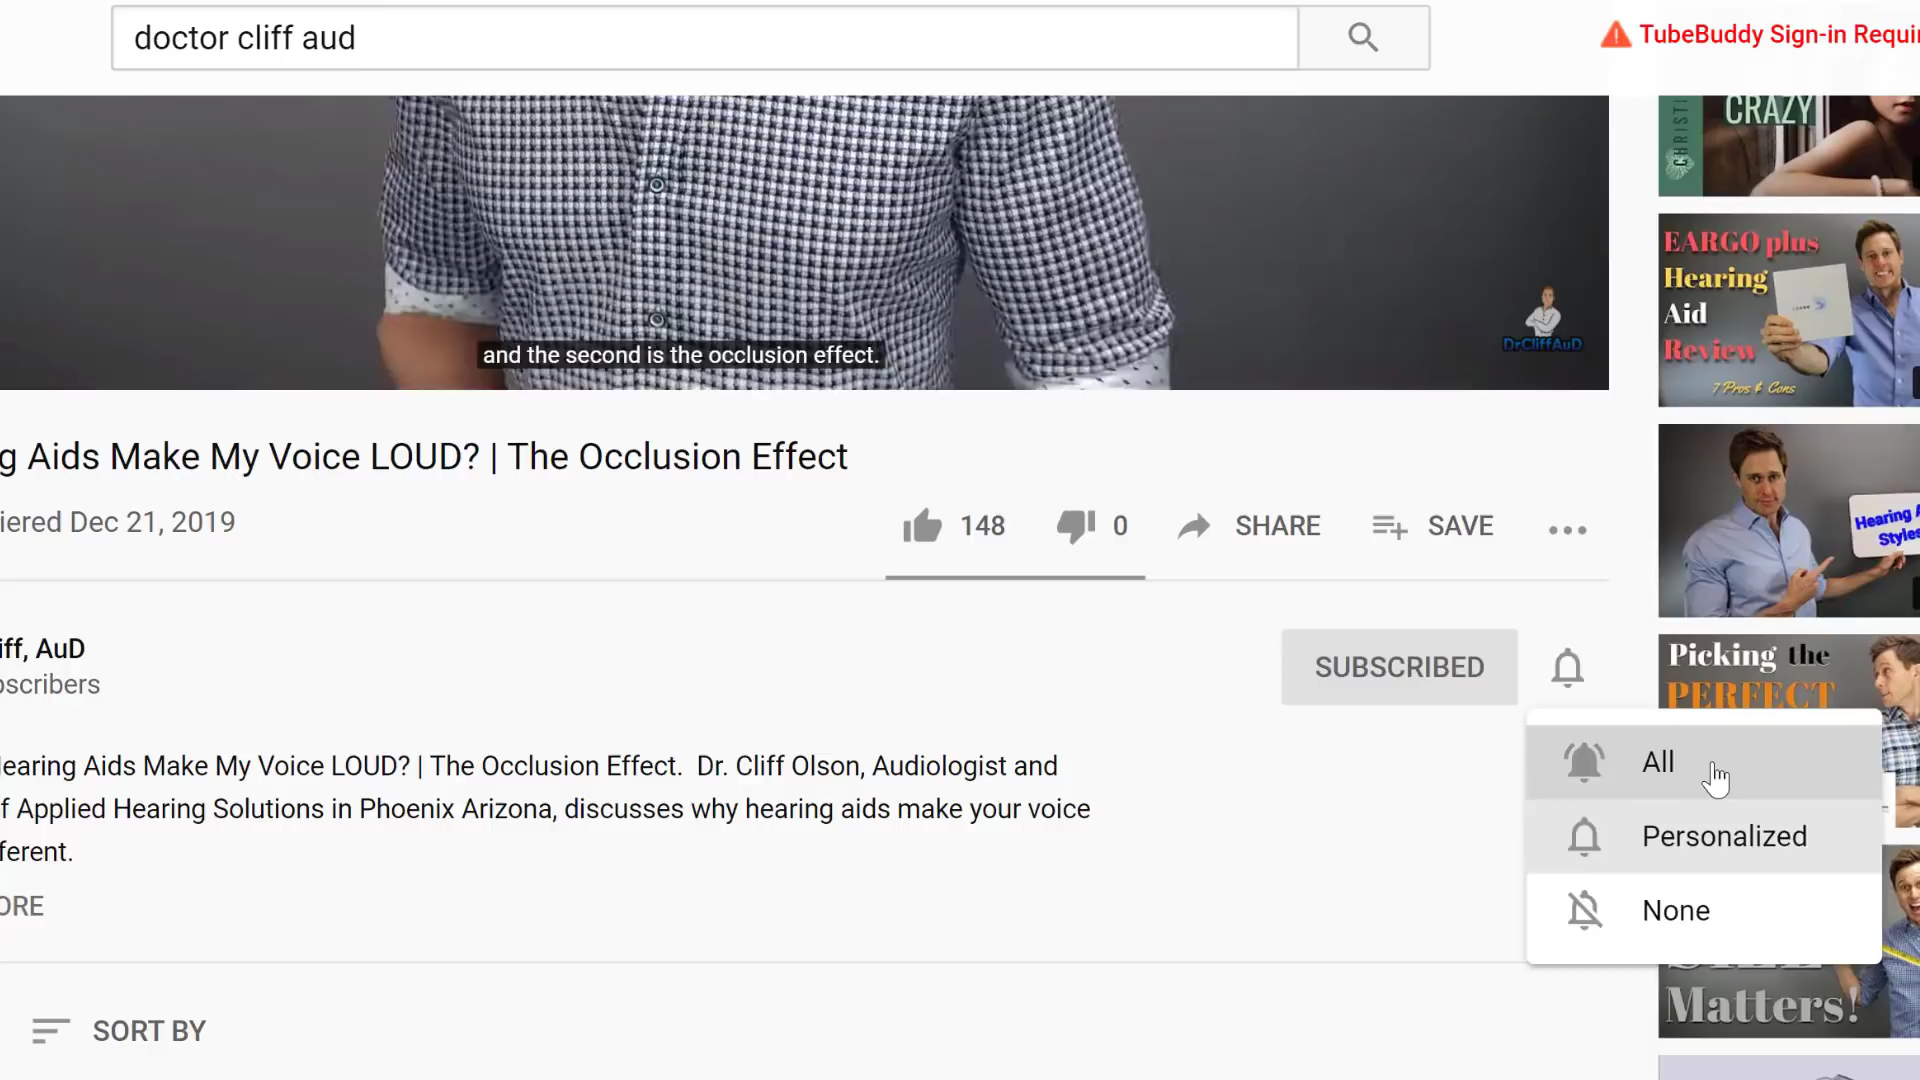 doctor cliff aud
TubeBuddy Sign-in Requi
CRAZY
CHRISTI
EARGO plus
Hearing
Aid
Review
7 Pros & Cons
DrCliffAuD
and the second is the occlusion effect.
g Aids Make My Voice LOUD? | The Occlusion Effect
iered Dec 21, 2019
148
0
SHARE
SAVE
Hearing A
Styles
iff, AuD
bscribers
SUBSCRIBED
Picking the
PERFECT
All
Personalized
None
learing Aids Make My Voice LOUD? | The Occlusion Effect. Dr. Cliff Olson, Audiologist and
f Applied Hearing Solutions in Phoenix Arizona, discusses why hearing aids make your voice
ferent.
ORE
Matters!
SORT BY